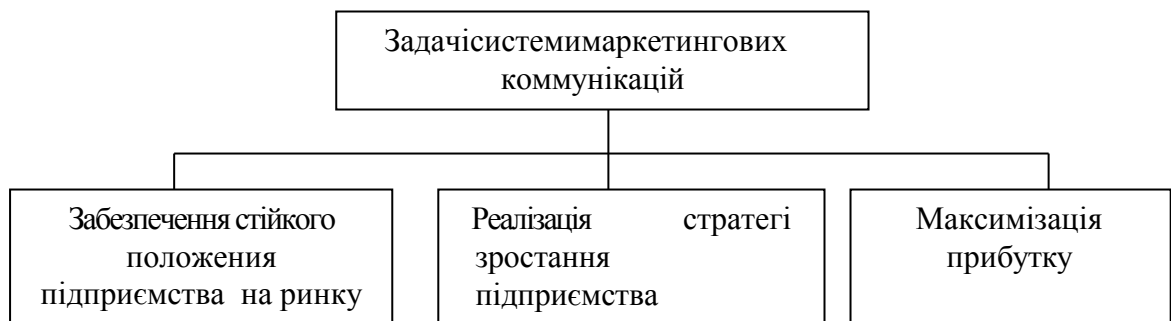 Задачісистемимаркетингових
коммунікацій
Забезпечення стійкого
положення
підприємства на ринку
Реалізація стратегі
зростання
підприємства
Максимізація
прибутку